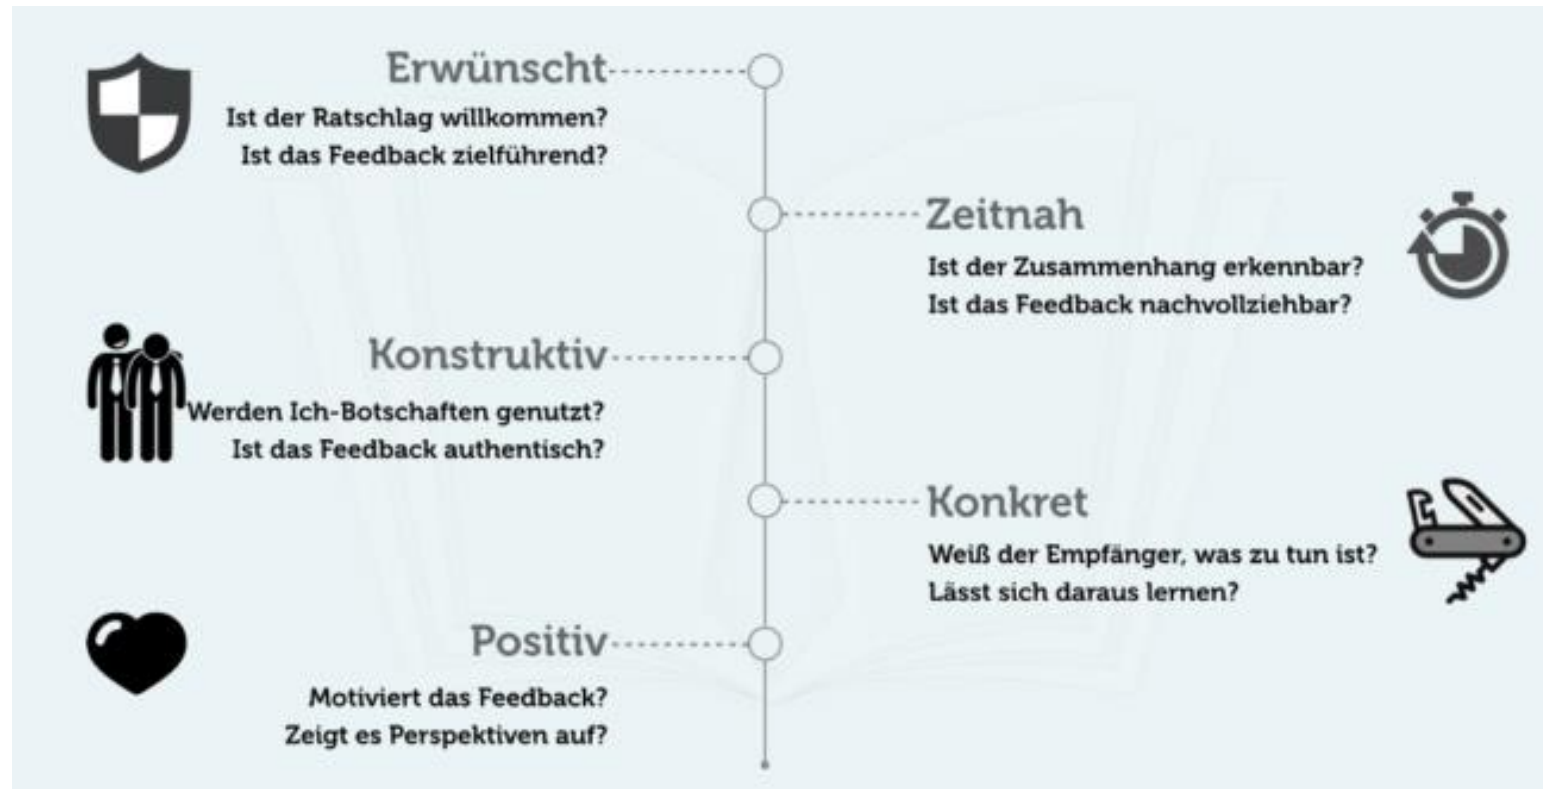 Erwünscht
Ist der Ratschlag willkommen?
Ist das Feedback zielführend?
Zeitnah
Ist der Zusammenhang erkennbar?
Ist das Feedback nachvollziehbar?
Konstruktiv
Werden Ich-Botschaften genutzt?
Ist das Feedback authentisch?
Konkret
Weiß der Empfänger, was zu tun ist?
Lässt sich daraus lernen?
Positiv
Motiviert das Feedback?
Zeigt es Perspektiven auf?